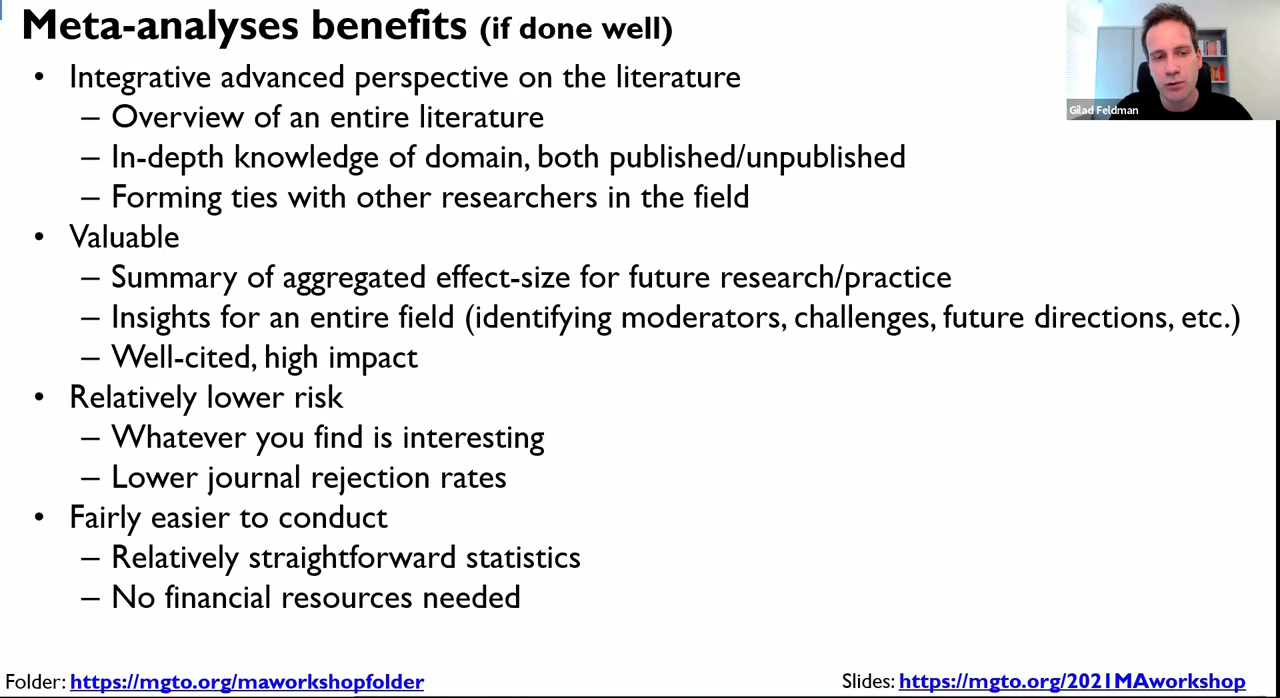 Meta-analyses benefits (if done well)
• Integrative advanced perspective on the literature
– Overview of an entire literature
– In-depth knowledge of domain, both published/unpublished
– Forming ties with other researchers in the field
• Valuable
– Summary of aggregated effect-size for future research/practice
– Insights for an entire field (identifying moderators, challenges, future directions, etc.)
– Well-cited, high impact
• Relatively lower risk
– Whatever you find is interesting
– Lower journal rejection rates
• Fairly easier to conduct
– Relatively straightforward statistics
– No financial resources needed
Gilad Feldman
Folder: https://mgto.org/maworkshopfolder
Slides: https://mgto.org/2021MAworkshop